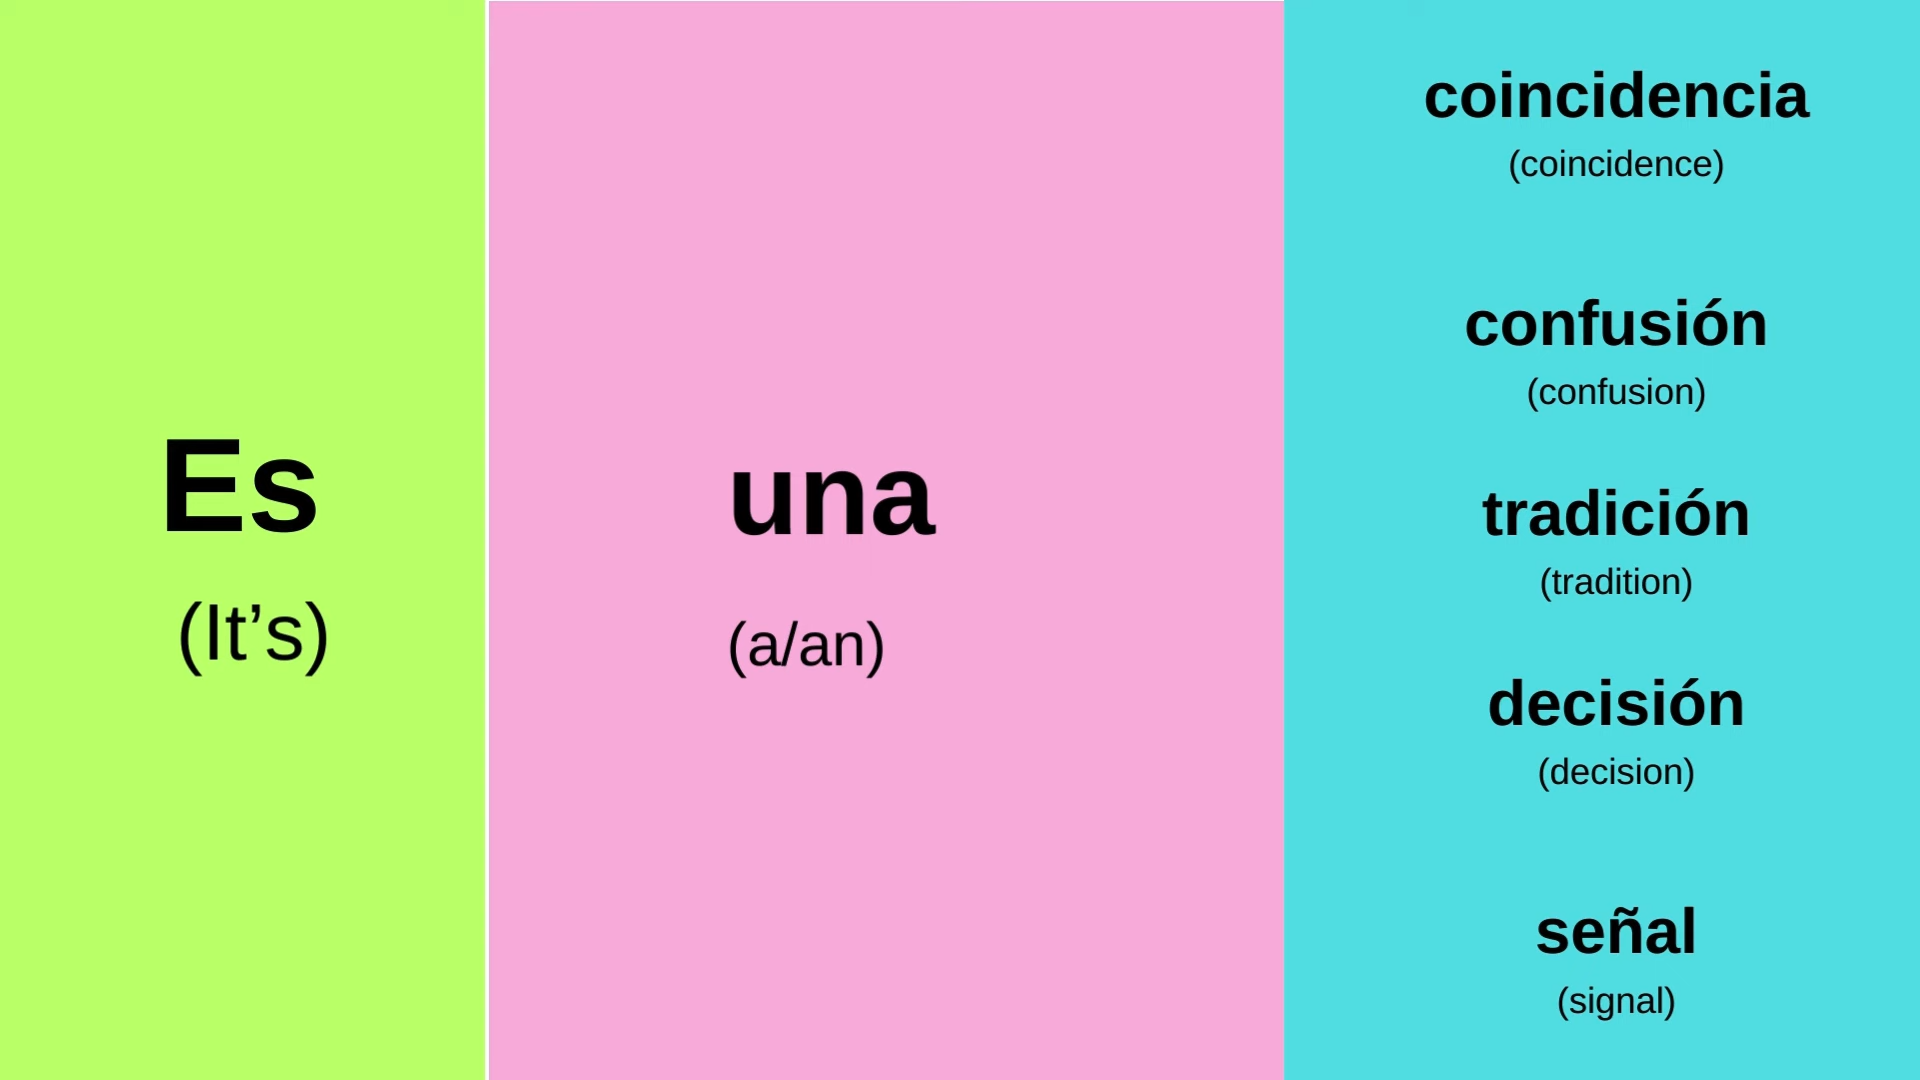 Es
(It’s)
una
(a/an)
coincidencia
(coincidence)
confusión
(confusion)
tradición
(tradition)
decisión
(decision)
señal
(signal)